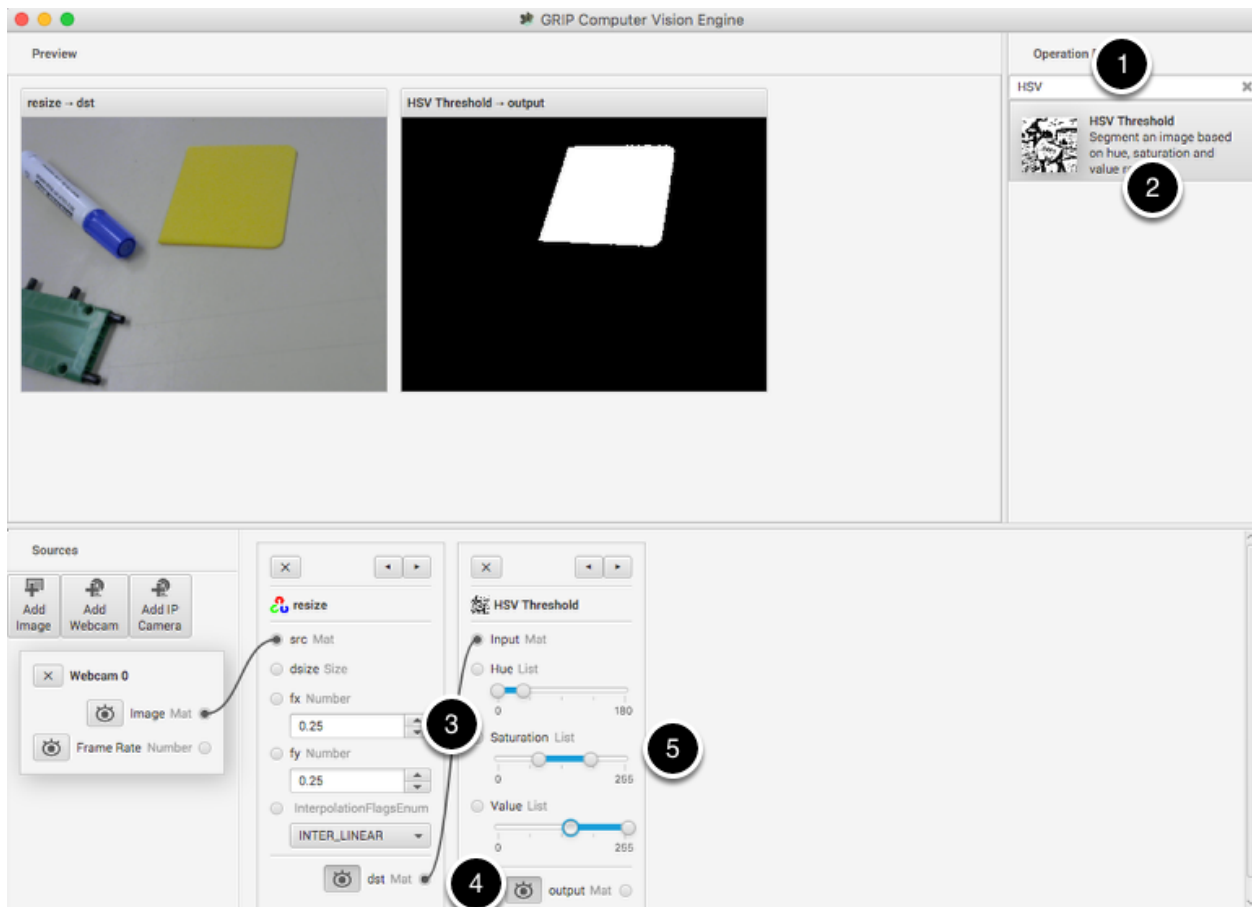 GRIP Computer Vision Engine
Preview
Operation
1
resize → dst
HSV Threshold → output
HSV
HSV Threshold
Segment an image based
on hue, saturation and
value
2
Sources
Add
Image
Add
Webcam
Add IP
Camera
Webcam 0
Image Mat
Frame Rate Number
resize
src Mat
dsize Size
fx Number
0.25
fy Number
0.25
InterpolationFlagsEnum
INTER_LINEAR
dst Mat
3
4
HSV Threshold
Input Mat
Hue List
0 180
Saturation List
0 255
Value List
0 255
output Mat
5